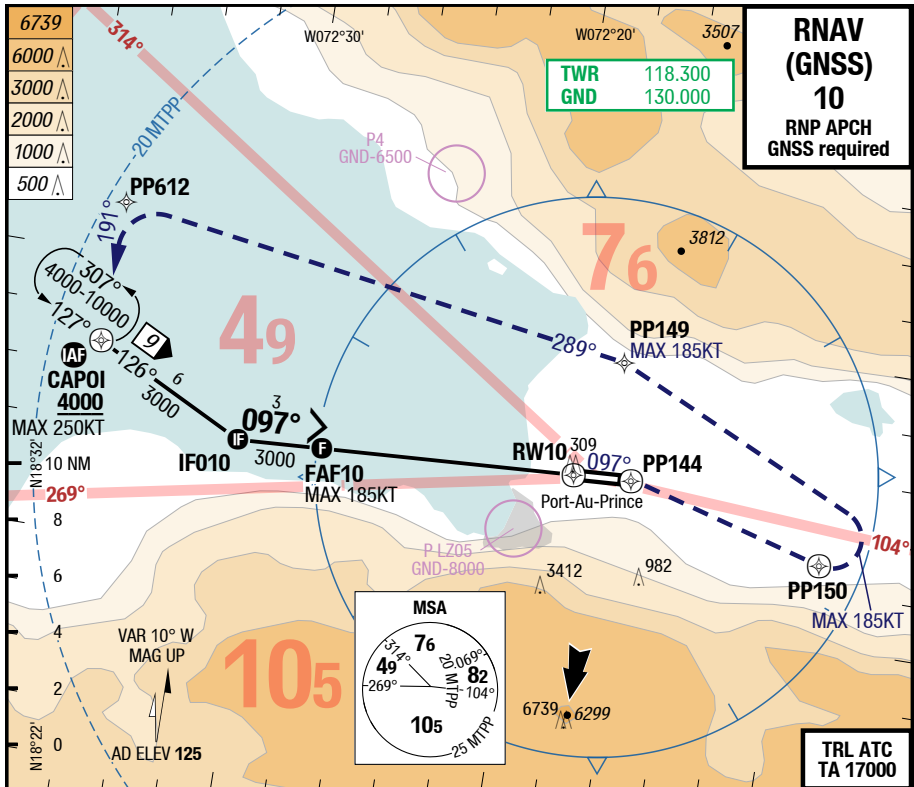 6739
6000
3000
2000
1000
500
314°
W072°30'
W072°20'
3507
RNAV
(GNSS)
10
RNP APCH
GNSS required
TWR 118.300
GND 130.000
20 MTPP
P4
GND-6500
PP612
191°
76
3812
307°
4000-10000
127°
9
49
PP149
MAX 185KT
289°
IAF
CAPOI
4000
MAX 250KT
126°
6
3000
3
097°
IF
IF010
3000
F
FAF10
MAX 185KT
309
RW10
097°
PP144
Port-Au-Prince
N18°32'
10 NM
269°
104°
8
P LZ05
GND-8000
6
3412
982
PP150
MAX 185KT
4
VAR 10° W
MAG UP
105
MSA
76
314°
069°
49
20 MTPP
82
269°
104°
105
25 MTPP
2
6739
6299
N18°22'
0
AD ELEV 125
TRL ATC
TA 17000